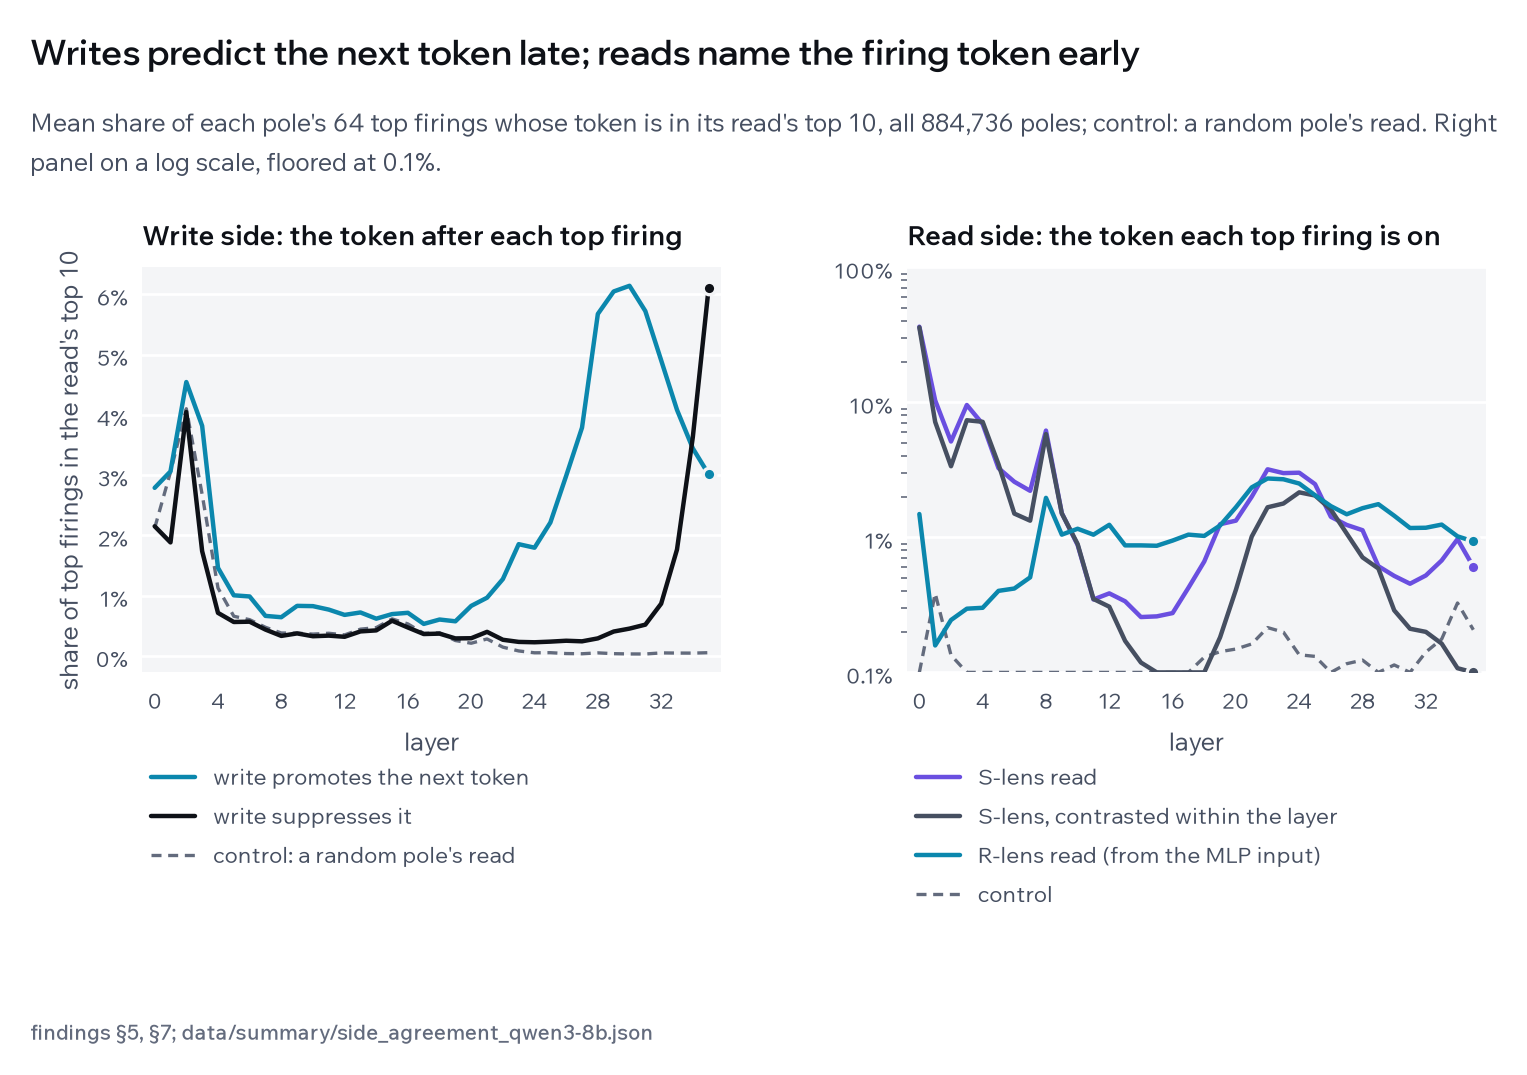 Writes predict the next token late; reads name the firing token early
Mean share of each pole's 64 top firings whose token is in its read's top 10, all 884,736 poles; control: a random pole's read. Right
panel on a log scale, floored at 0.1%.
Write side: the token after each top firing
share of top firings in the read's top 10
6%
5%
4%
3%
2%
1%
0%
0 4 8 12 16 20 24 28 32
layer
write promotes the next token
write suppresses it
control: a random pole's read
Read side: the token each top firing is on
100%
10%
1%
0.1%
0 4 8 12 16 20 24 28 32
layer
S-lens read
S-lens, contrasted within the layer
R-lens read (from the MLP input)
control
findings §5, §7; data/summary/side_agreement_qwen3-8b.json